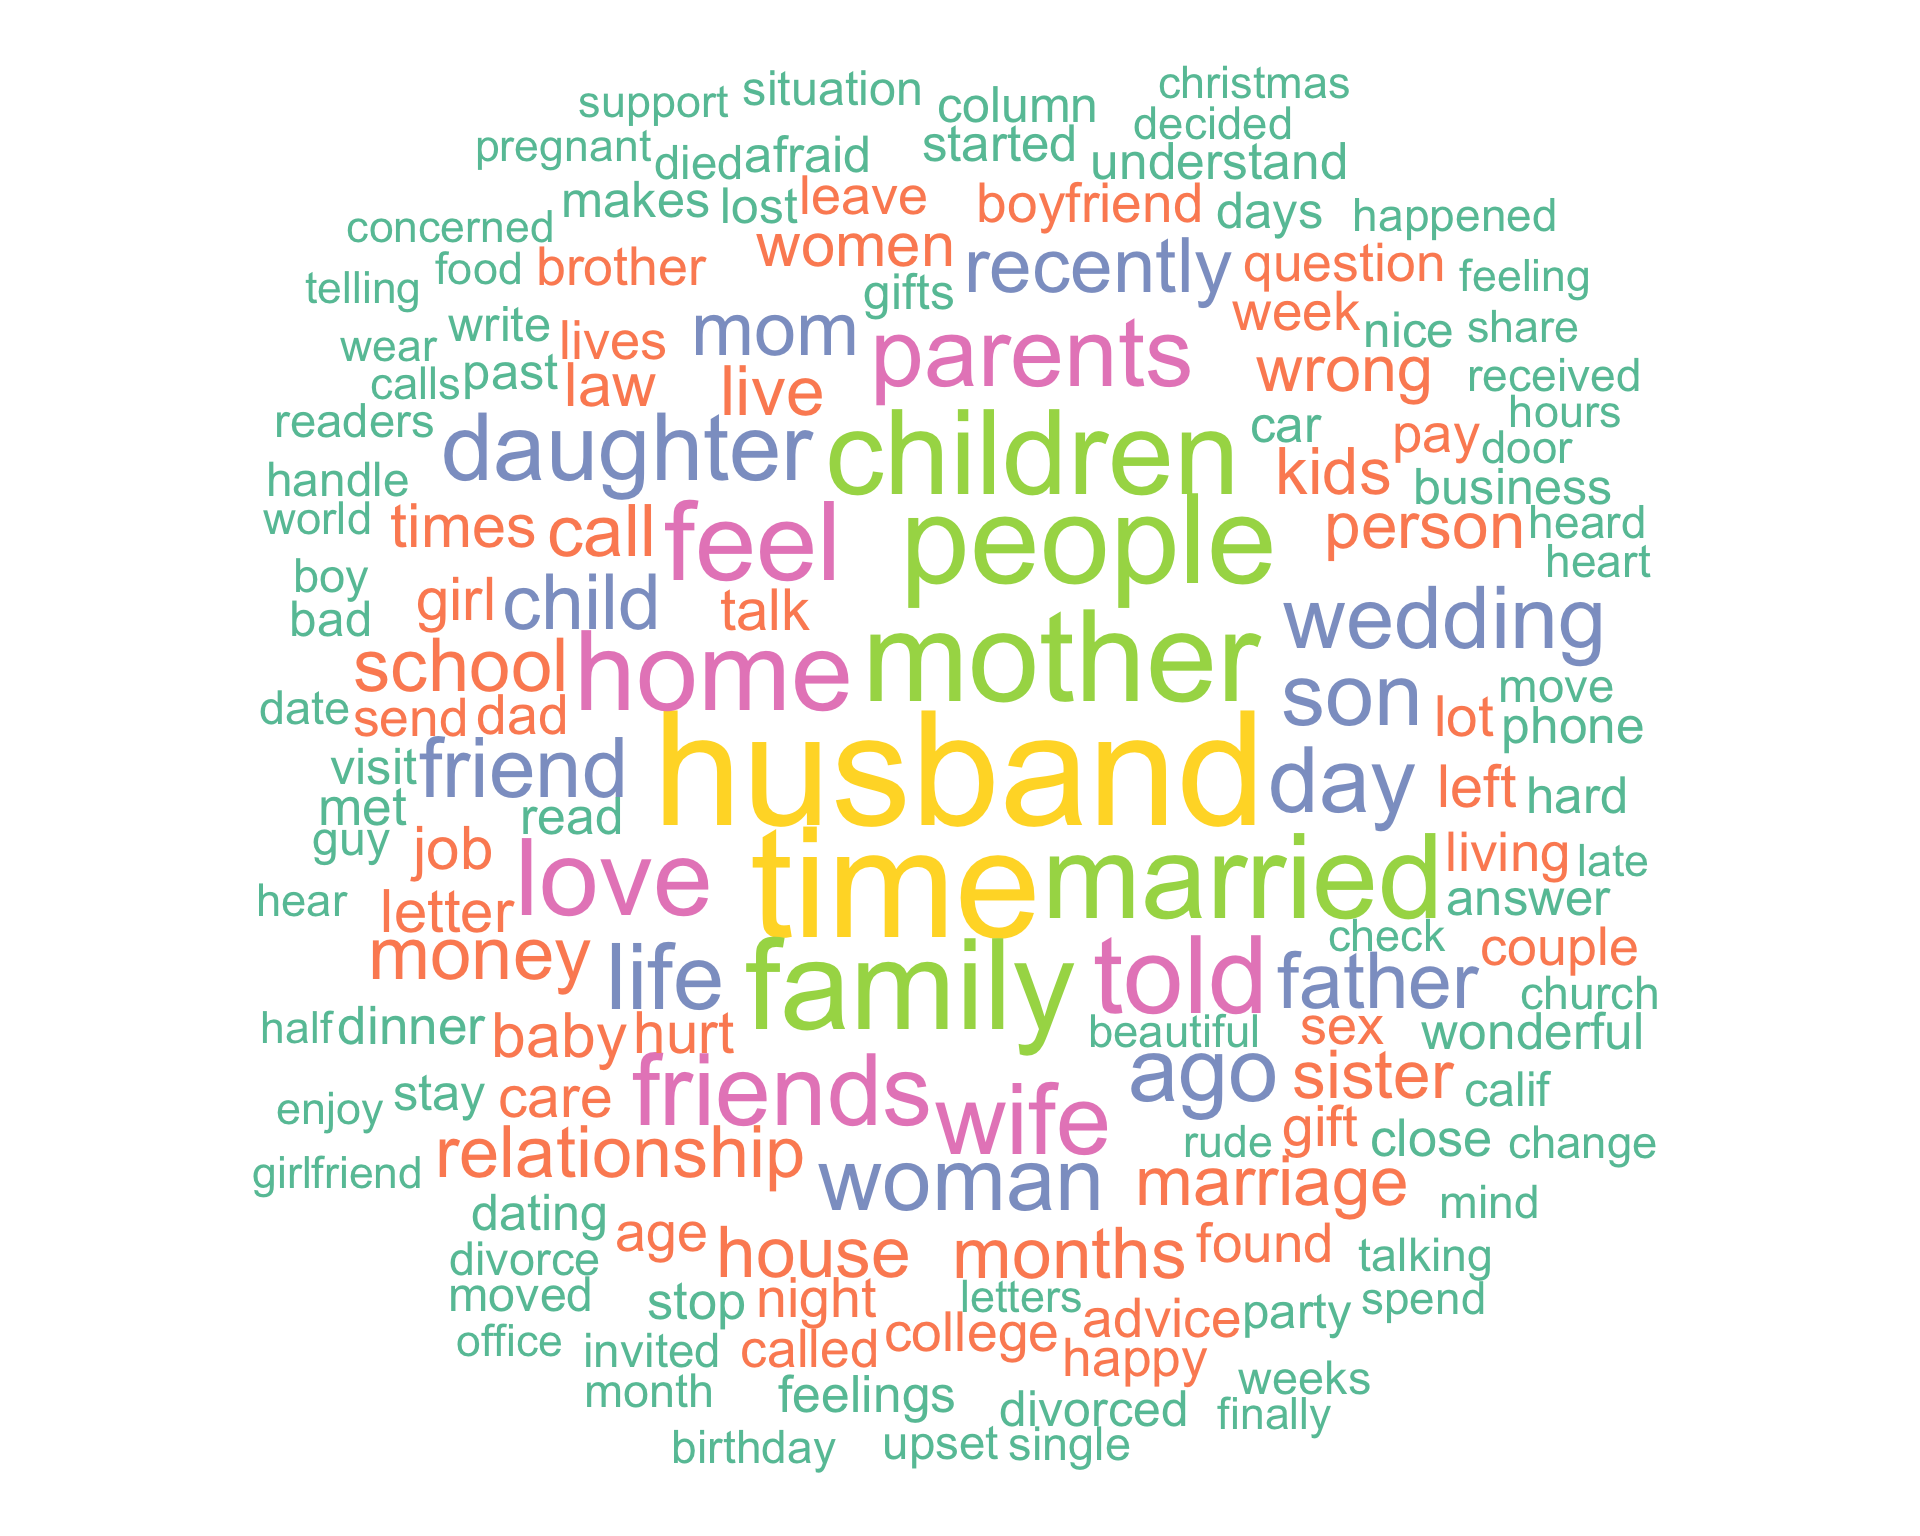 christmas
support situation column decided
pregnant died afraid started understand
makes lost leave boyfriend days happened
concerned women recently question feeling
telling food brother gifts week
wear write lives mom parents nice share
calls past law live wrong received
readers daughter children car pay hours
handle kids door business
world times call feel people person heard
boy girl child talk wedding heart
bad school home mother son move
date send dad lot phone
visit friend husband day left hard
met read
guy job love time married living late
hear letter answer
money life family told father check couple
half dinner baby hurt beautiful sex wonderful church
enjoy stay care friends wife ago sister calif
girlfriend relationship woman rude gift close change
marriage mind
dating age house months found talking
divorce
moved stop night letters advice party spend
office invited called college happy
month feelings divorced weeks
finally
birthday upset single